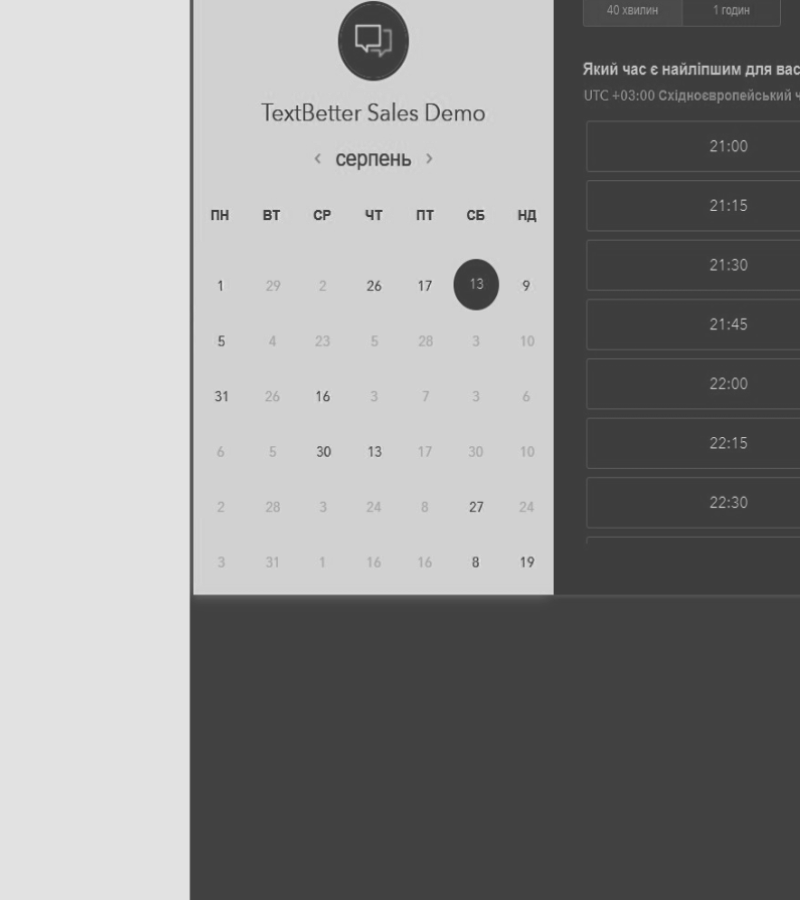 TextBetter Sales Demo
серпень
ПН ВТ СР ЧТ ПТ СБ НД
1 29 2 26 17 13 9
5 4 23 5 28 3 10
31 26 16 3 7 3 6
6 5 30 13 17 30 10
2 28 3 24 8 27 24
3 31 1 16 16 8 19
40 хвилин 1 годин
Який час є найліпшим для вас
UTC +03:00 Східноєвропейський ч
21:00
21:15
21:30
21:45
22:00
22:15
22:30